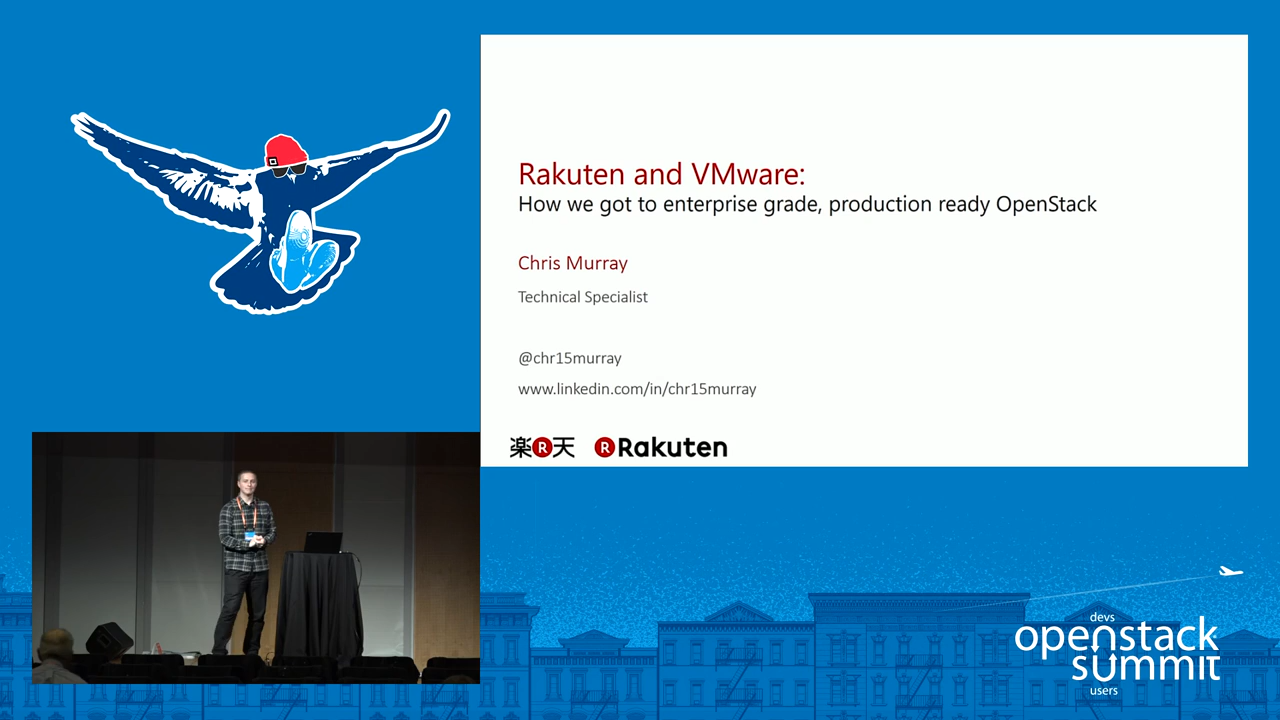 Rakuten and VMware:
How we got to enterprise grade, production ready OpenStack
Chris Murray
Technical Specialist
@chr15murray
www.linkedin.com/in/chr15murray
楽R天 R Rakuten
devs
openstack
summit
users